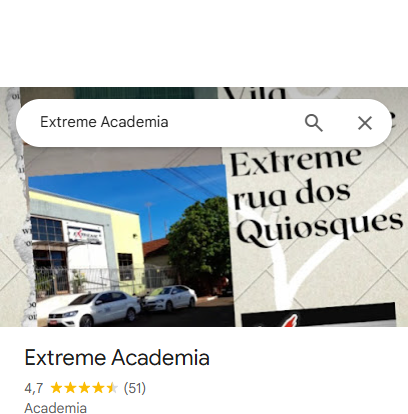 Vila
Extreme Academia
Extreme
rua dos
Quiosques
Extreme Academia
4,7 (51)
Academia